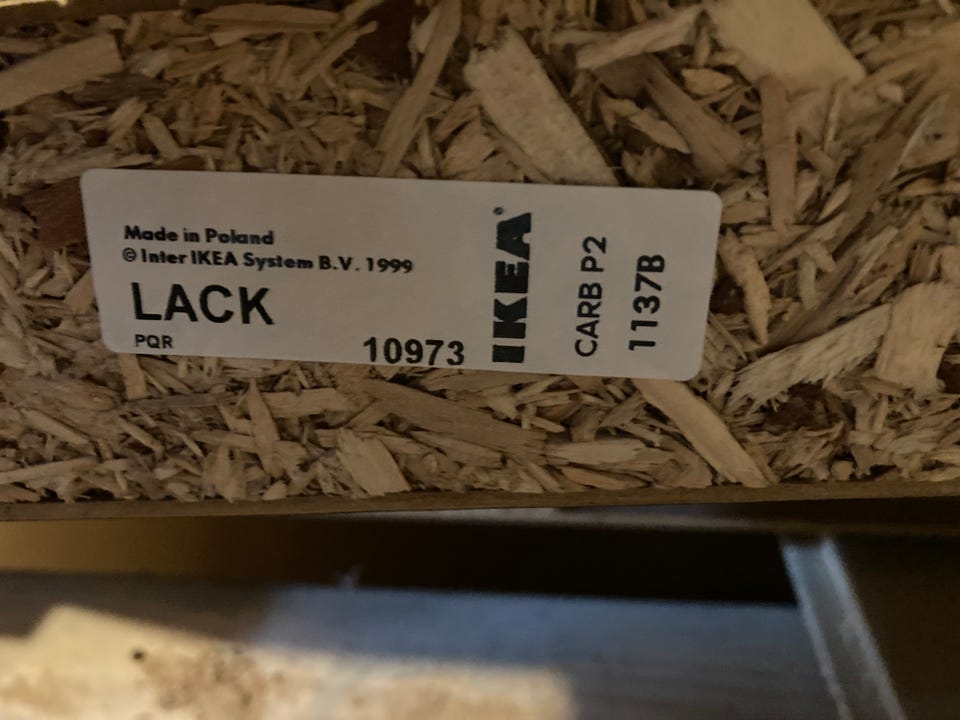 Made in Poland
© Inter IKEA System B.V. 1999
LACK
PQR
10973
IKEA®
CARB P2
1137B